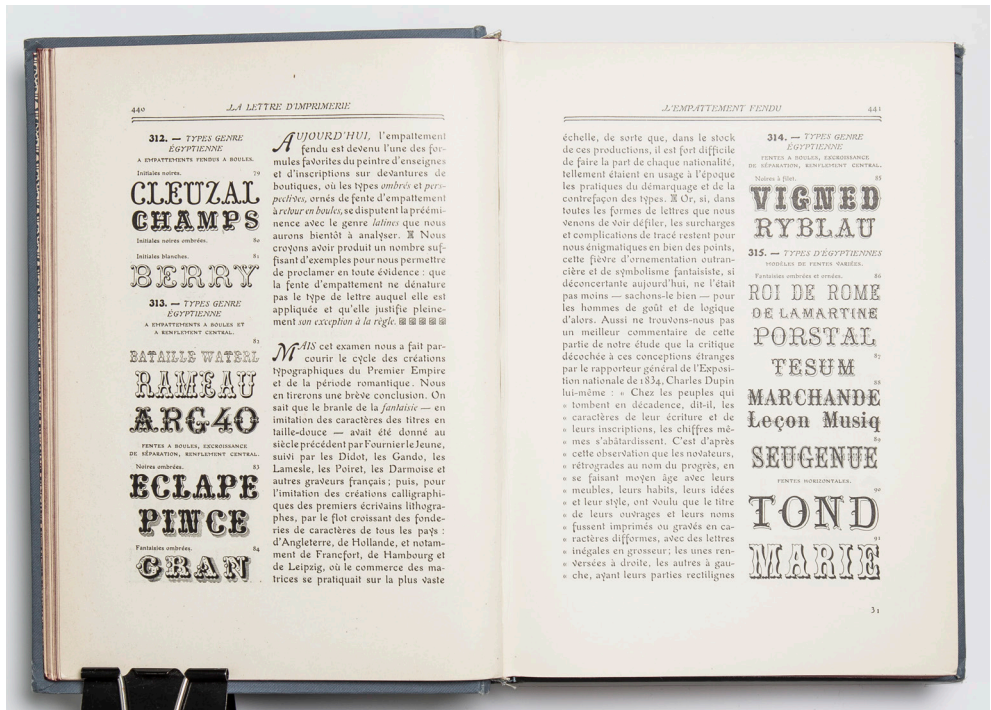 440
LA LETTRE D'IMPRIMERIE
312. — TYPES GENRE
ÉGYPTIENNE
A EMPATTEMENTS FENDUS A BOULES.
Initiales noires. 79
CLEUZAL
CHAMPS
Initiales noires ombrées. 80
Initiales blanches. 81
BERRY
313. — TYPES GENRE
ÉGYPTIENNE
A EMPATTEMENTS A BOULES ET
A RENFLEMENT CENTRAL.
82
BATAILLE WATERL
RAMEAU
ARG40
FENTES A BOULES, EXCROISSANCE
DE SÉPARATION, RENFLEMENT CENTRAL.
Noires ombrées. 83
ECLAPE
PINCE
Fantaisies ombrées. 84
GRAN
AUJOURD'HUI, l'empattement
fendu est devenu l'une des for-
mules favorites du peintre d'enseignes
et d'inscriptions sur devantures de
boutiques, où les types ombrés et pers-
pectives, ornés de fente d'empattement
à retour en boules, se disputent la préémi-
nence avec le genre latines que nous
aurons bientôt à analyser. Nous
croyons avoir produit un nombre suf-
fisant d'exemples pour nous permettre
de proclamer en toute évidence : que
la fente d'empattement ne dénature
pas le type de lettre auquel elle est
appliquée et qu'elle justifie pleine-
ment son exception à la règle.
MAIS cet examen nous a fait par-
courir le cycle des créations
typographiques du Premier Empire
et de la période romantique. Nous
en tirerons une brève conclusion. On
sait que le branle de la fantaisie — en
imitation des caractères des titres en
taille-douce — avait été donné au
siècle précédent par Fournier le Jeune,
suivi par les Didot, les Gando, les
Lamesle, les Poiret, les Darmoise et
autres graveurs français ; puis, pour
l'imitation des créations calligraphi-
ques des premiers écrivains lithogra-
phes, par le flot croissant des fonde-
ries de caractères de tous les pays :
d'Angleterre, de Hollande, et notam-
ment de Francfort, de Hambourg et
de Leipzig, où le commerce des ma-
trices se pratiquait sur la plus vaste
L'EMPATTEMENT FENDU
441
échelle, de sorte que, dans le stock
de ces productions, il est fort difficile
de faire la part de chaque nationalité,
tellement étaient en usage à l'époque
les pratiques du démarquage et de la
contrefaçon des types. Or, si, dans
toutes les formes de lettres que nous
venons de voir défiler, les surcharges
et complications de tracé restent pour
nous énigmatiques en bien des points,
cette fièvre d'ornementation outran-
cière et de symbolisme fantaisiste, si
déconcertante aujourd'hui, ne l'était
pas moins — sachons-le bien — pour
les hommes de goût et de logique
d'alors. Aussi ne trouvons-nous pas
un meilleur commentaire de cette
partie de notre étude que la critique
décochée à ces conceptions étranges
par le rapporteur général de l'Exposi-
tion nationale de 1834, Charles Dupin
lui-même : « Chez les peuples qui
« tombent en décadence, dit-il, les
« caractères de leur écriture et de
« leurs inscriptions, les chiffres mê-
« mes s'abâtardissent. C'est d'après
« cette observation que les novateurs,
« rétrogrades au nom du progrès, en
« se faisant moyen âge avec leurs
« meubles, leurs habits, leurs idées
« et leur style, ont voulu que le titre
« de leurs ouvrages et leurs noms
« fussent imprimés ou gravés en ca-
« ractères difformes, avec des lettres
« inégales en grosseur ; les unes ren-
« versées à droite, les autres à gau-
« che, ayant leurs parties rectilignes
314. — TYPES GENRE
ÉGYPTIENNE
FENTES A BOULES, EXCROISSANCE
DE SÉPARATION, RENFLEMENT CENTRAL.
Noires à filet. 85
VIGNED
RYBLAU
315. — TYPES D'ÉGYPTIENNES
MODÈLES DE FENTES VARIÉES.
Fantaisies ombrées et ornées. 86
ROI DE ROME
DE LAMARTINE
PORSTAL
87
TESUM
88
MARCHANDE
Leçon Musiq
89
SEUGENUE
FENTES HORIZONTALES.
90
TOND
91
MARIE
31